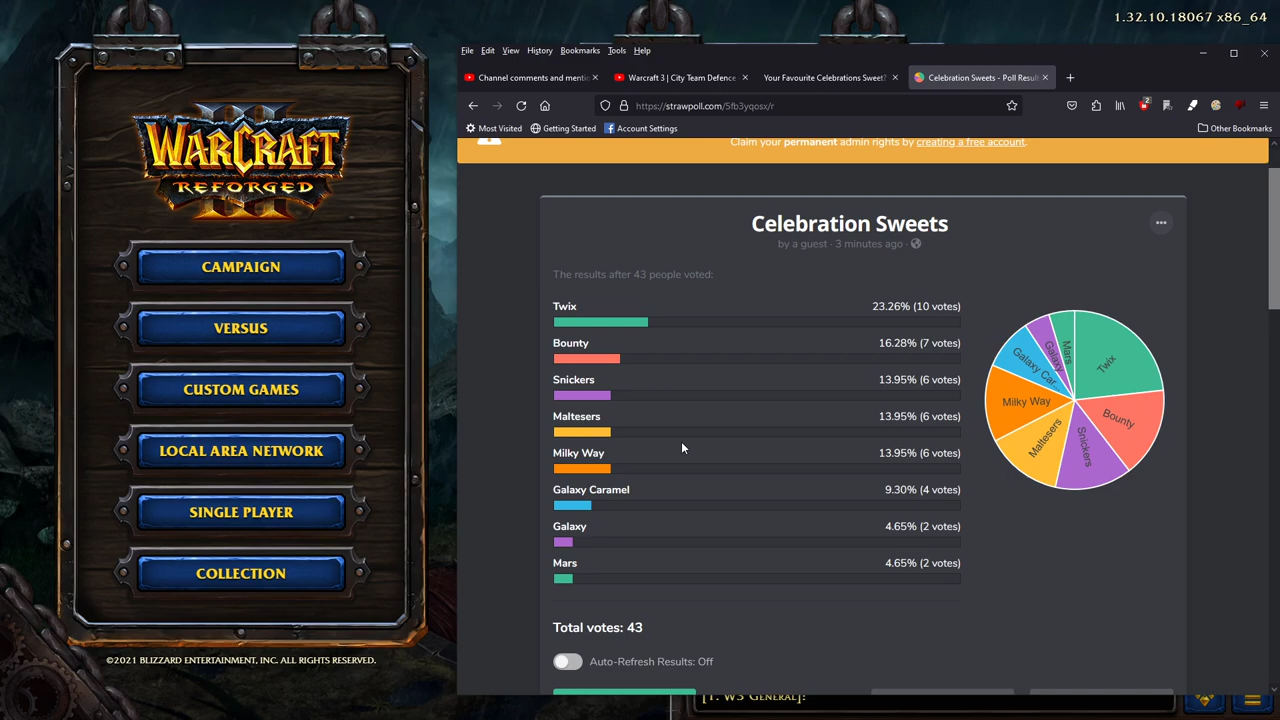 1.32.10.18067 x86_64
WARCRAFT
III
REFORGED
CAMPAIGN
VERSUS
CUSTOM GAMES
LOCAL AREA NETWORK
SINGLE PLAYER
COLLECTION
©2021 BLIZZARD ENTERTAINMENT, INC. ALL RIGHTS RESERVED.
File Edit View History Bookmarks Tools Help
Channel comments and mentio
Warcraft 3 | City Team Defence
Your Favourite Celebrations Sweet?
Celebration Sweets - Poll Resul
https://strawpoll.com/5fb3yqosx/r
2
Most Visited Getting Started Account Settings Other Bookmarks
Claim your permanent admin rights by creating a free account.
Celebration Sweets
by a guest · 3 minutes ago ·
The results after 43 people voted:
Twix 23.26% (10 votes)
Bounty 16.28% (7 votes)
Snickers 13.95% (6 votes)
Maltesers 13.95% (6 votes)
Milky Way 13.95% (6 votes)
Galaxy Caramel 9.30% (4 votes)
Galaxy 4.65% (2 votes)
Mars 4.65% (2 votes)
Twix
Bounty
Snickers
Maltesers
Milky Way
Galaxy Car...
Galaxy
Mars
Total votes: 43
Auto-Refresh Results: Off
[1. W3 GENERAL]: